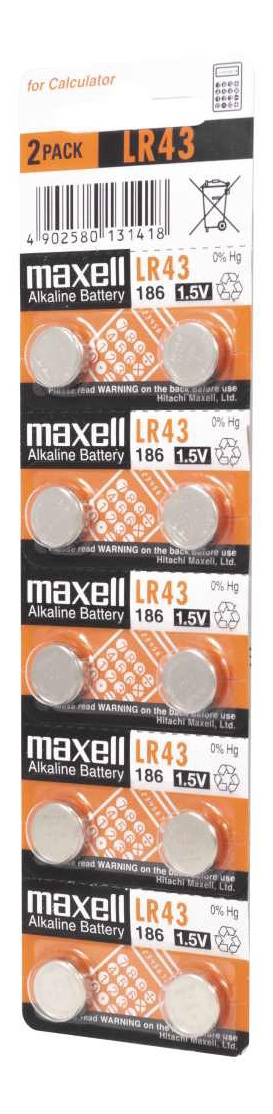 for Calculator
2PACK LR43
4 902580 131418
maxell LR43 0% Hg
Alkaline Battery 186 1.5V
Please read WARNING on the back before use
Hitachi Maxell, Ltd.
maxell LR43 0% Hg
Alkaline Battery 186 1.5V
read WARNING on the back before use
Hitachi Maxell, Ltd.
maxell LR43 0% Hg
Alkaline Battery 186 1.5V
read WARNING on the back before use
Hitachi Maxell, Ltd.
maxell LR43 0% Hg
Alkaline Battery 186 1.5V
read WARNING on the back before use
Hitachi Maxell, Ltd.
maxell LR43 0% Hg
Alkaline Battery 186 1.5V
read WARNING on the back before use
Hitachi Maxell, Ltd.